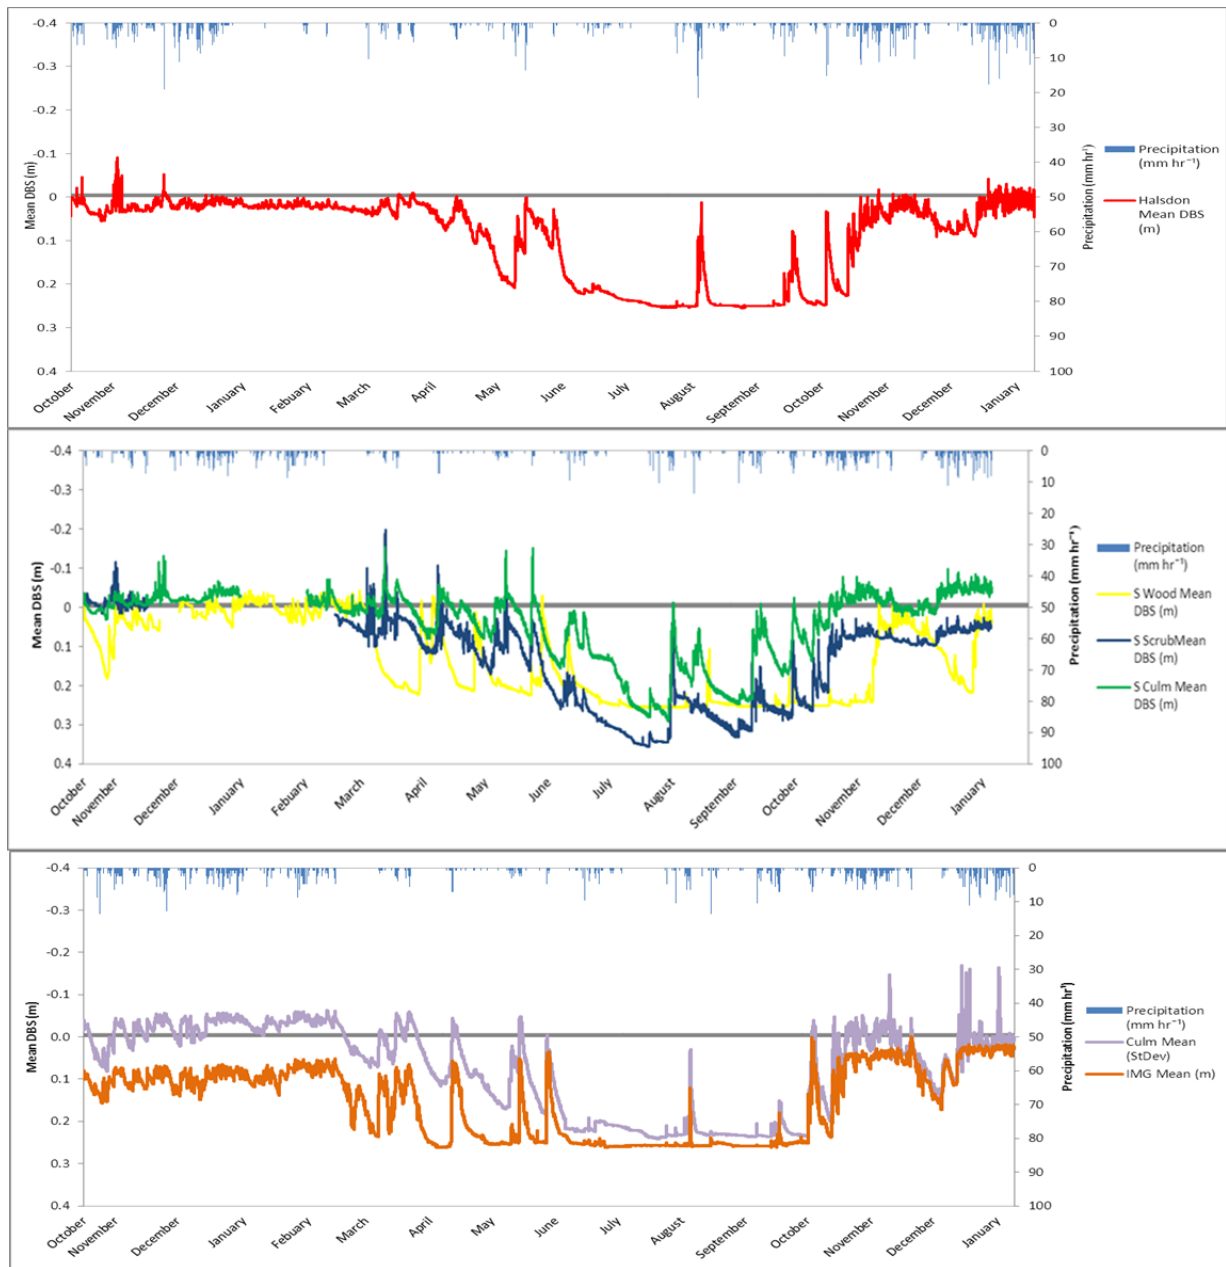 -0.4
-0.3
-0.2
-0.1
0
0.1
0.2
0.3
0.4
Mean DBS (m)
October
November
December
January
Febuary
March
April
May
June
July
August
September
October
November
December
January
0
10
20
30
40
50
60
70
80
90
100
Precipitation (mm hr¹)
Precipitation
(mm hr⁻¹)
Halsdon
Mean DBS
(m)
-0.4
-0.3
-0.2
-0.1
0
0.1
0.2
0.3
0.4
Mean DBS (m)
October
November
December
January
Febuary
March
April
May
June
July
August
September
October
November
December
January
0
10
20
30
40
50
60
70
80
90
100
Precipitation (mm hr⁻¹)
Precipitation
(mm hr⁻¹)
S Wood Mean
DBS (m)
S ScrubMean
DBS (m)
S Culm Mean
DBS (m)
-0.4
-0.3
-0.2
-0.1
0.0
0.1
0.2
0.3
0.4
Mean DBS (m)
October
November
December
January
Febuary
March
April
May
June
July
August
September
October
November
December
January
0
10
20
30
40
50
60
70
80
90
100
Precipitation (mm hr¹)
Precipitation
(mm hr⁻¹)
Culm Mean
(StDev)
IMG Mean (m)